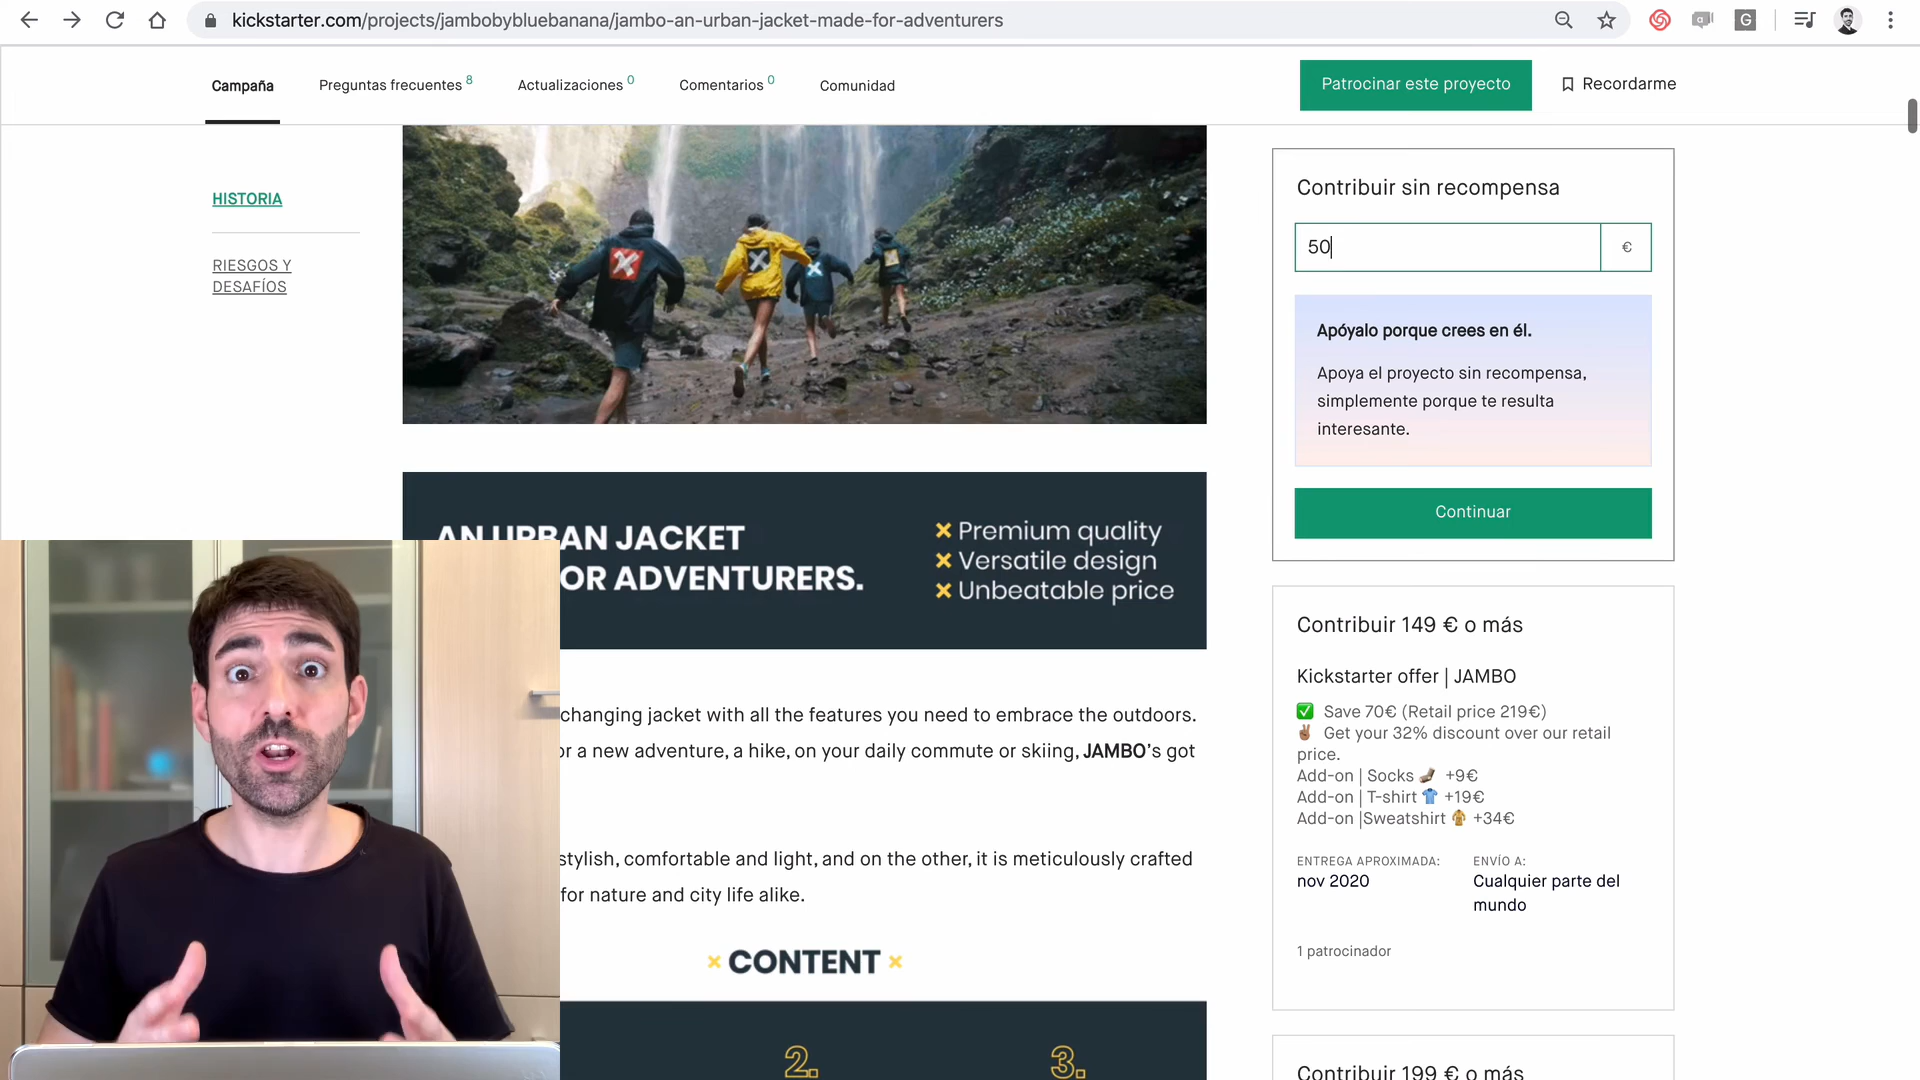 kickstarter.com/projects/jambobybluebanana/jambo-an-urban-jacket-made-for-adventurers
G
Campaña
Preguntas frecuentes 8
Actualizaciones 0
Comentarios 0
Comunidad
Patrocinar este proyecto
Recordarme
HISTORIA
RIESGOS Y
DESAFÍOS
AN URBAN JACKET
OR ADVENTURERS.
× Premium quality
× Versatile design
× Unbeatable price
changing jacket with all the features you need to embrace the outdoors.
or a new adventure, a hike, on your daily commute or skiing, JAMBO's got
stylish, comfortable and light, and on the other, it is meticulously crafted
for nature and city life alike.
× CONTENT ×
2.
3.
Contribuir sin recompensa
50
€
Apóyalo porque crees en él.
Apoya el proyecto sin recompensa,
simplemente porque te resulta
interesante.
Continuar
Contribuir 149 € o más
Kickstarter offer | JAMBO
✅ Save 70€ (Retail price 219€)
✌🏽 Get your 32% discount over our retail
price.
Add-on | Socks 🧦 +9€
Add-on | T-shirt 👕 +19€
Add-on |Sweatshirt 🧥 +34€
ENTREGA APROXIMADA:
nov 2020
ENVÍO A:
Cualquier parte del
mundo
1 patrocinador
Contribuir 199 € o más